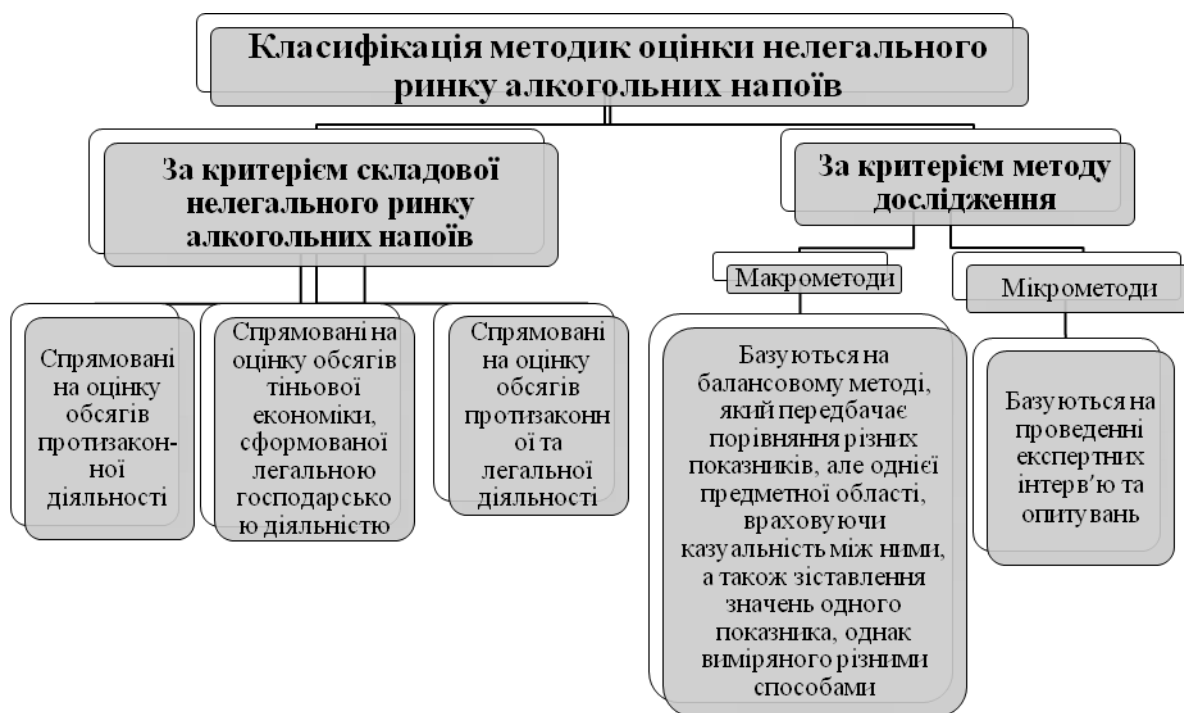 Класифікація методик оцінки нелегального
ринку алкогольних напоїв
За критерієм складової
нелегального ринку
алкогольних напоїв
За критерієм методу
дослідження
Макрометоди
Мікрометоди
Спрямовані
на оцінку
обсягів
протизакон-
ної
діяльності
Спрямовані на
оцінку обсягів
тіньової
економіки,
сформованої
легальною
господарсько
ю діяльністю
Спрямовані
на оцінку
обсягів
протизаконн
ої та
легальної
діяльності
Базуються на
балансовому методі,
який передбачає
порівняння різних
показників, але однієї
предметної області,
враховуючи
казуальність між ними,
а також зіставлення
значень одного
показника, однак
виміряного різними
способами
Базуються на
проведенні
експертних
інтерв'ю та
опитувань